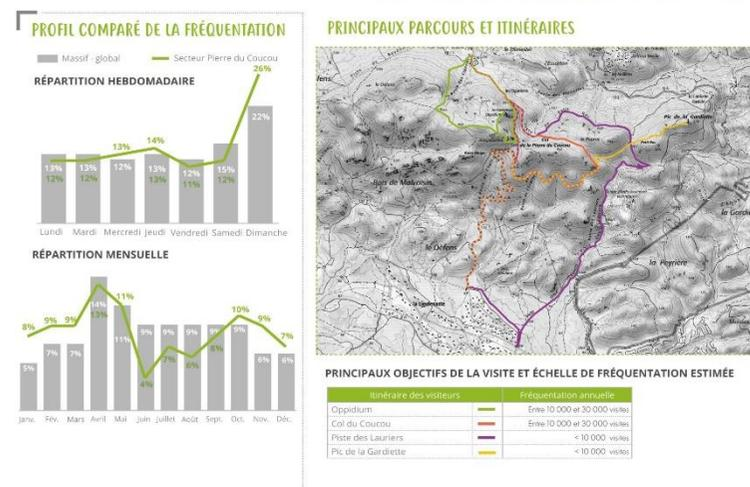 PROFIL COMPARÉ DE LA FRÉQUENTATION
Massif - global
Secteur Pierre du Coucou
RÉPARTITION HEBDOMADAIRE
26%
22%
13% 14%
13% 13% 12% 13% 12% 15%
12% 12% 13% 11% 12%
Lundi Mardi Mercredi Jeudi Vendredi Samedi Dimanche
RÉPARTITION MENSUELLE
8% 9% 9% 11% 10% 9% 7%
14%
13%
11% 9% 9% 9% 9% 9%
5% 7% 7% 4% 7% 6% 8% 6% 6%
Janv. Fév. Mars Avril Mai Juin Juillet Août Sept. Oct. Nov. Déc.
PRINCIPAUX PARCOURS ET ITINÉRAIRES
Pic de la Gardiette
de la Pierre du Coucou
le Défens
la Peyrière
PRINCIPAUX OBJECTIFS DE LA VISITE ET ÉCHELLE DE FRÉQUENTATION ESTIMÉE
Itinéraire des visiteurs Fréquentation annuelle
Oppidium Entre 10 000 et 30 000 visites
Col du Coucou Entre 10 000 et 30 000 visites
Piste des Lauriers < 10 000 visites
Pic de la Gardiette < 10 000 visites